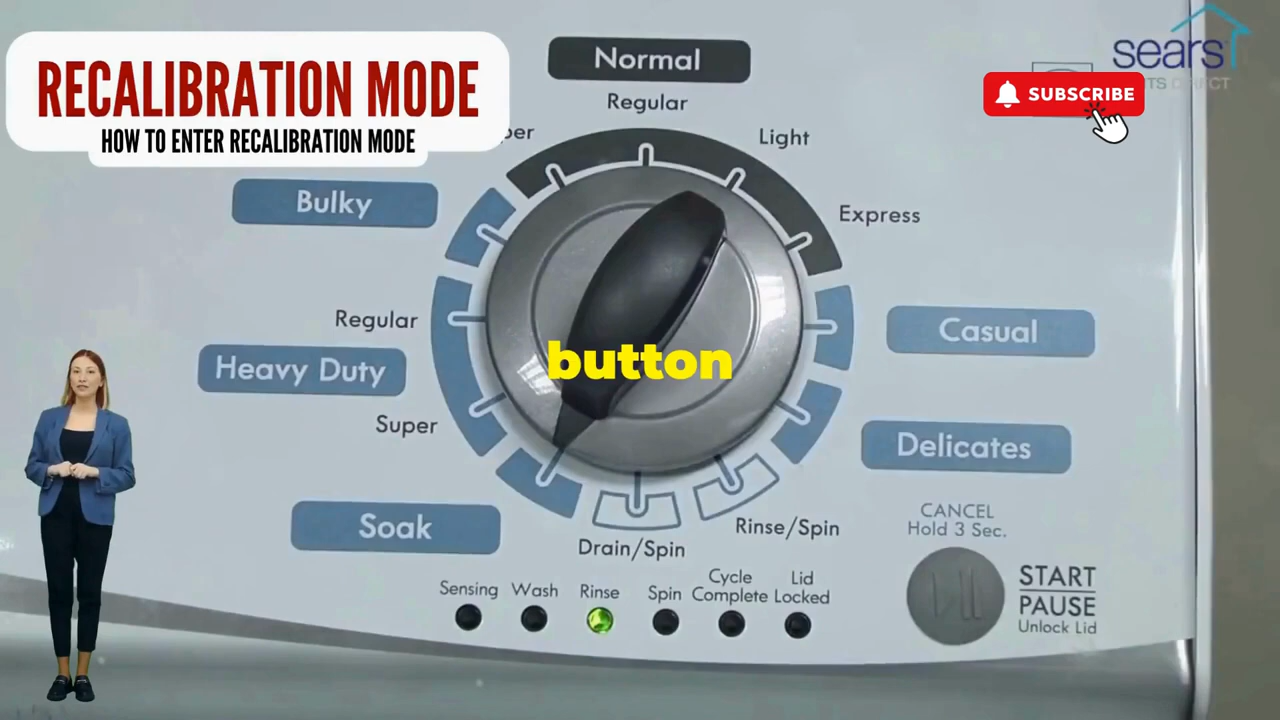 RECALIBRATION MODE
HOW TO ENTER RECALIBRATION MODE
sears
DIRECT
SUBSCRIBE
Normal
Regular
Light
Express
Bulky
Regular
Heavy Duty
Super
Soak
Casual
Delicates
button
Drain/Spin
Rinse/Spin
CANCEL
Hold 3 Sec.
START
PAUSE
Unlock Lid
Sensing
Wash
Rinse
Spin
Cycle
Complete
Lid
Locked